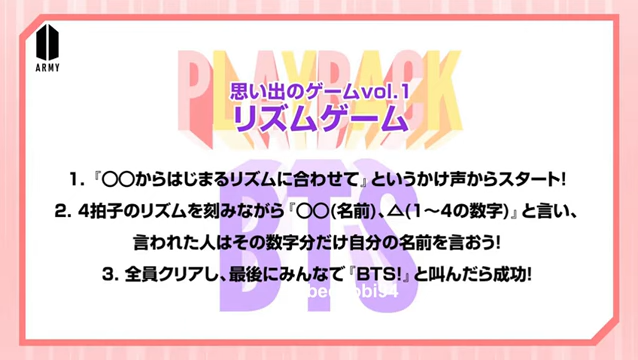 ARMY
PLAYBACK
思い出のゲームvol.1
リズムゲーム
1. 『〇〇からはじまるリズムに合わせて』というかけ声からスタート!
2. 4拍子のリズムを刻みながら『〇〇(名前)、△(1〜4の数字)』と言い、
言われた人はその数字分だけ自分の名前を言おう!
3. 全員クリアし、最後にみんなで『BTS!』と叫んだら成功!
BTS